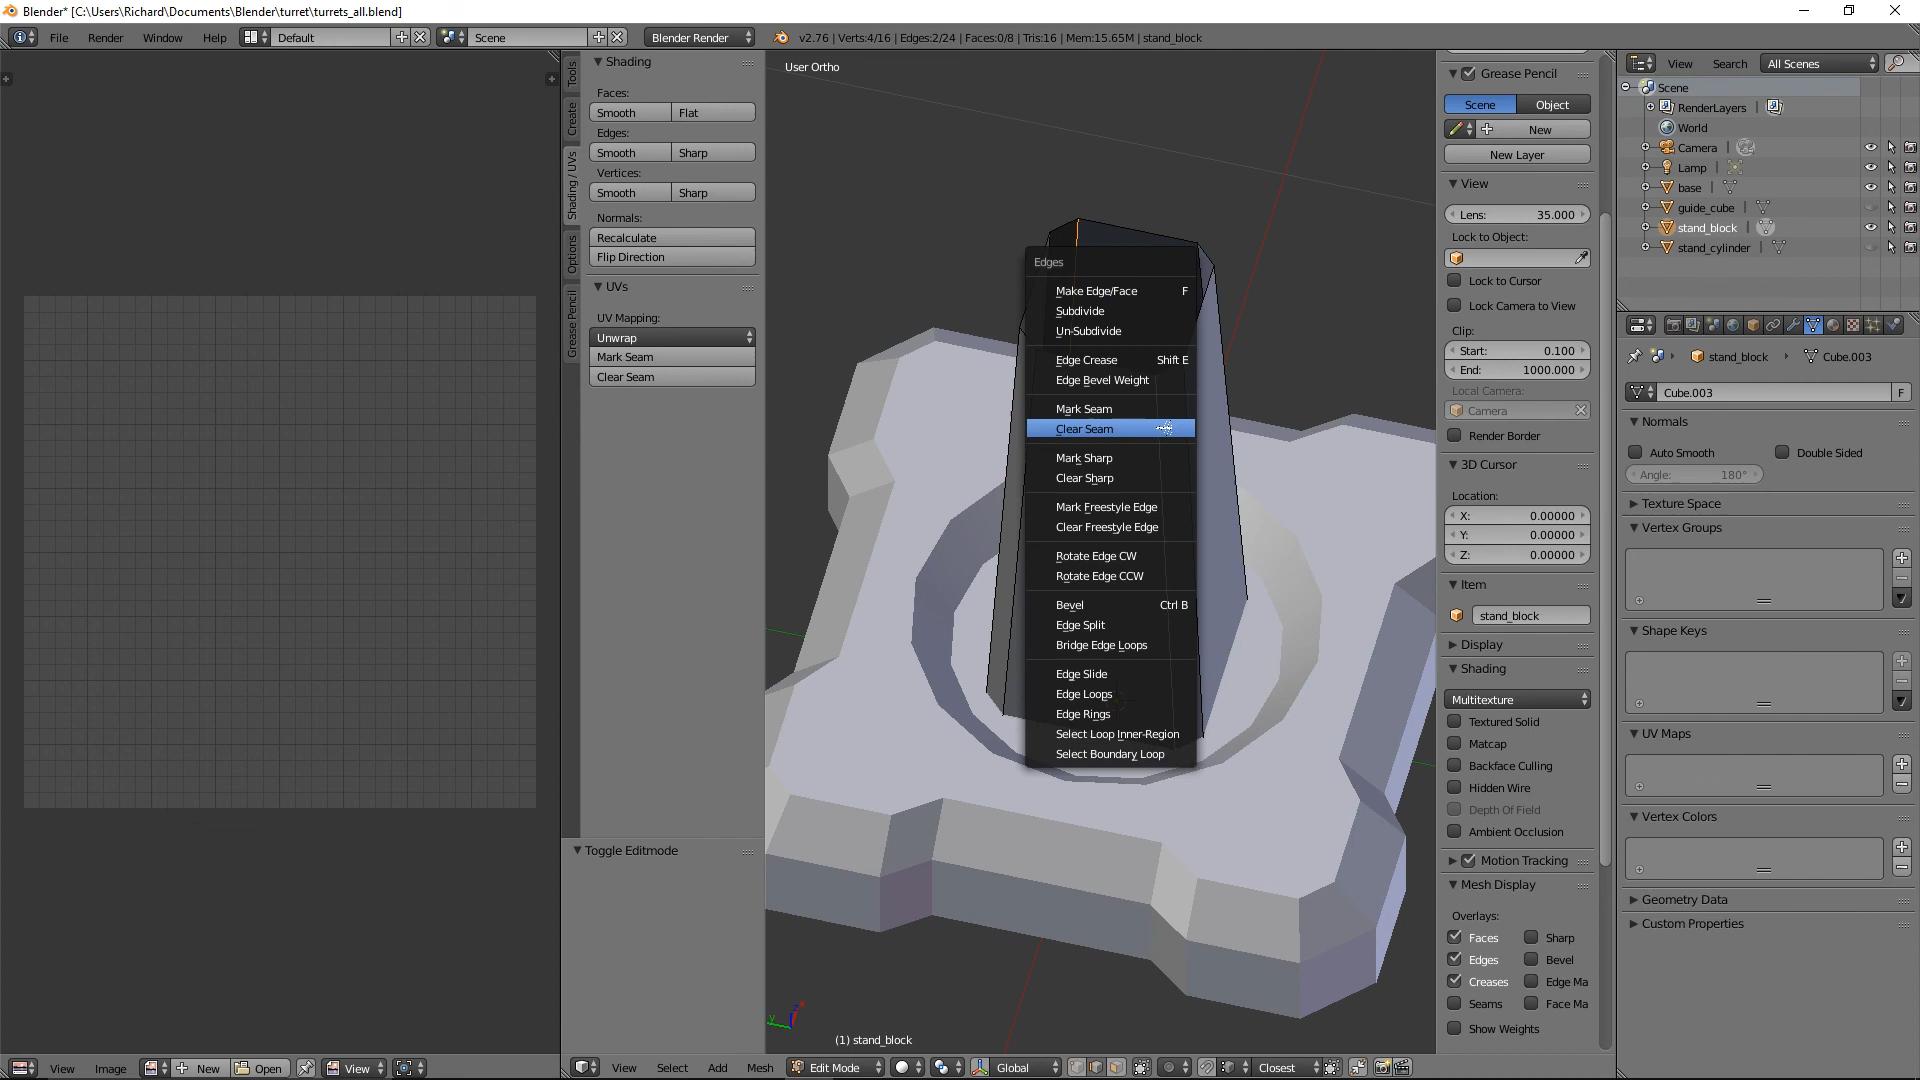 Blender* [C:\Users\Richard\Documents\Blender\turret\turrets_all.blend]
File Render Window Help Default Scene Blender Render v2.76 | Verts:4/16 | Edges:2/24 | Faces:0/8 | Tris:16 | Mem:15.65M | stand_block
Tools
Create
Shading / UVs
Options
Grease Pencil
Shading
Faces:
Smooth Flat
Edges:
Smooth Sharp
Vertices:
Smooth Sharp
Normals:
Recalculate
Flip Direction
UVs
UV Mapping:
Unwrap
Mark Seam
Clear Seam
Toggle Editmode
User Ortho
Edges
Make Edge/Face F
Subdivide
Un-Subdivide
Edge Crease Shift E
Edge Bevel Weight
Mark Seam
Clear Seam
Mark Sharp
Clear Sharp
Mark Freestyle Edge
Clear Freestyle Edge
Rotate Edge CW
Rotate Edge CCW
Bevel Ctrl B
Edge Split
Bridge Edge Loops
Edge Slide
Edge Loops
Edge Rings
Select Loop Inner-Region
Select Boundary Loop
y
(1) stand_block
Grease Pencil
Scene Object
New
New Layer
View
Lens: 35.000
Lock to Object:
Lock to Cursor
Lock Camera to View
Clip:
Start: 0.100
End: 1000.000
Local Camera:
Camera
Render Border
3D Cursor
Location:
X: 0.00000
Y: 0.00000
Z: 0.00000
Item
stand_block
Display
Shading
Multitexture
Textured Solid
Matcap
Backface Culling
Hidden Wire
Depth Of Field
Ambient Occlusion
Motion Tracking
Mesh Display
Overlays:
Faces Sharp
Edges Bevel
Creases Edge Ma
Seams Face Ma
Show Weights
View Search All Scenes
Scene
RenderLayers
World
Camera
Lamp
base
guide_cube
stand_block
stand_cylinder
stand_block Cube.003
Cube.003 F
Normals
Auto Smooth Double Sided
Angle: 180°
Texture Space
Vertex Groups
Shape Keys
UV Maps
Vertex Colors
Geometry Data
Custom Properties
View Image New Open View
View Select Add Mesh Edit Mode Global Closest